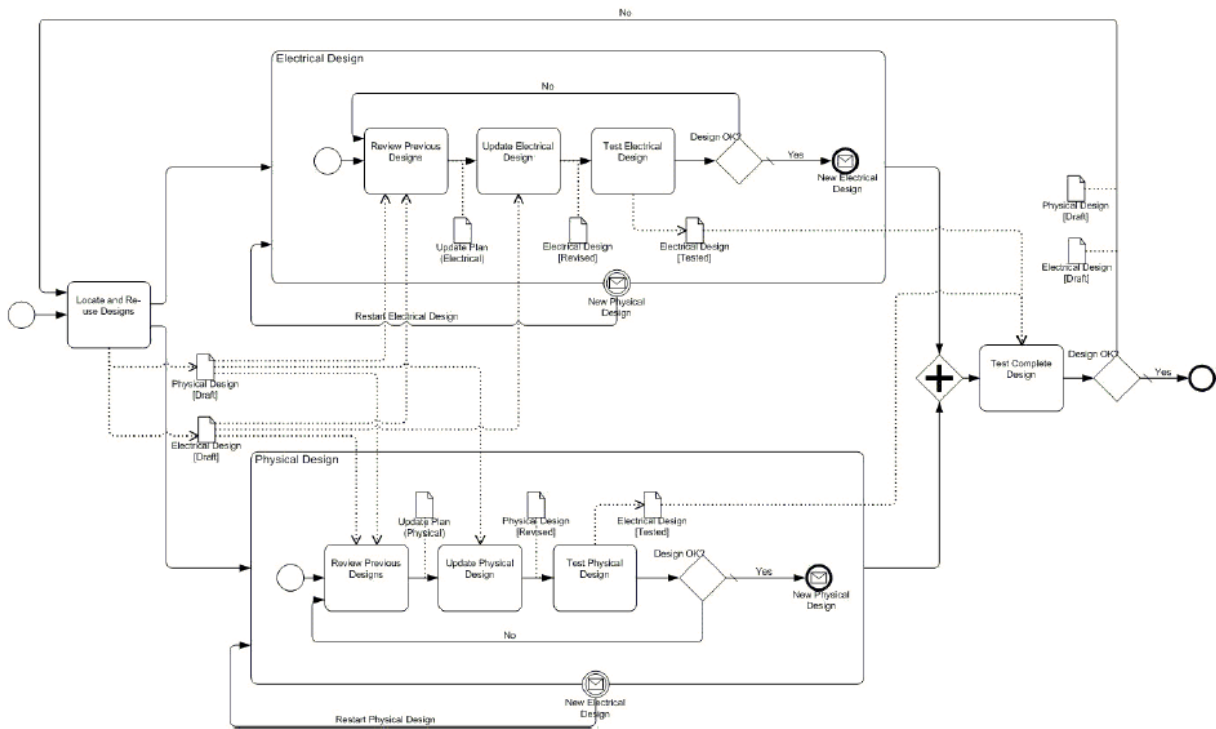 No
Electrical Design
No
Design OK?
Review Previous
Designs
Update Electrical
Design
Test Electrical
Design
Yes
New Electrical
Design
Physical Design
[Draft]
Update Plan
(Electrical)
Electrical Design
[Revised]
Electrical Design
[Tested]
Electrical Design
[Draft]
Locate and Re-
use Designs
New Physical
Design
Restart Electrical Design
Physical Design
[Draft]
Test Complete
Design
Design OK?
Yes
Electrical Design
[Draft]
Physical Design
Update Plan
(Physical)
Physical Design
[Revised]
Electrical Design
[Tested]
Review Previous
Designs
Update Physical
Design
Test Physical
Design
Design OK?
Yes
New Physical
Design
No
New Electrical
Design
Restart Physical Design